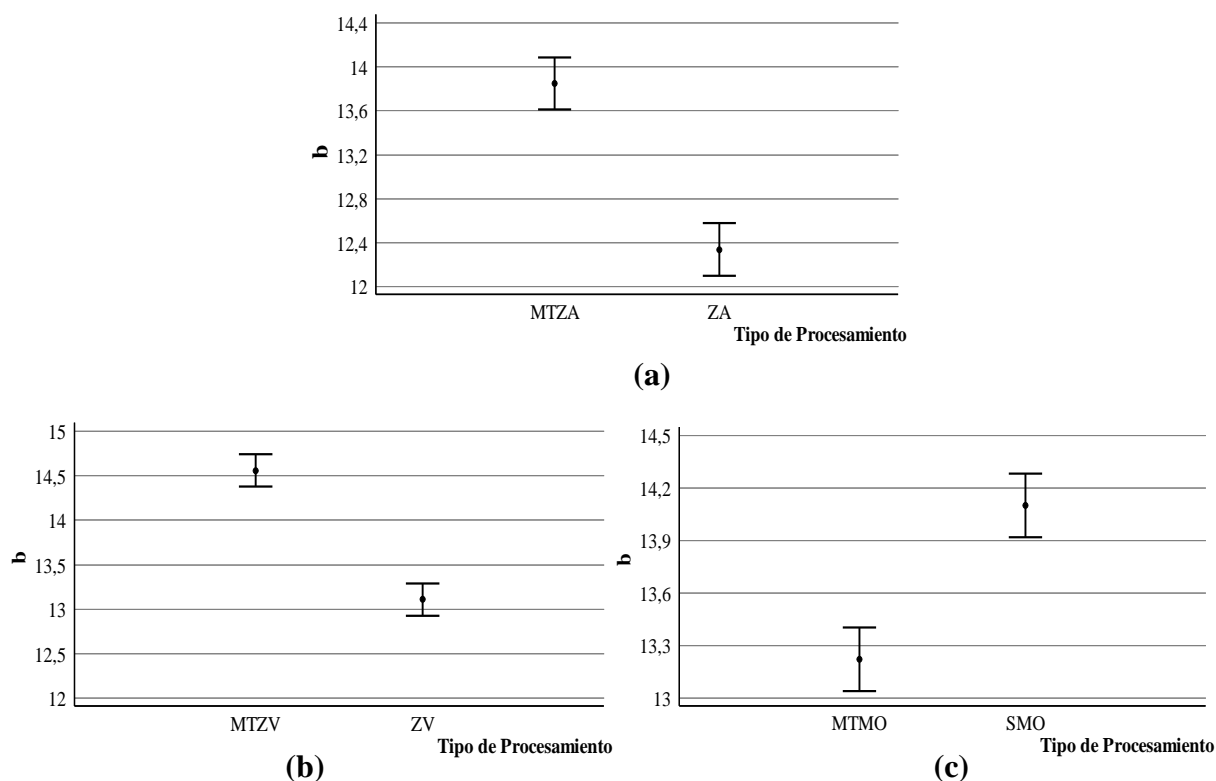 14,4
14
13,6
13,2
12,8
12,4
12
b
MTZA ZA
Tipo de Procesamiento
(a)
15
14,5
14
13,5
13
12,5
12
b
MTZV ZV
Tipo de Procesamiento
(b)
14,5
14,2
13,9
13,6
13,3
13
b
MTMO SMO
Tipo de Procesamiento
(c)